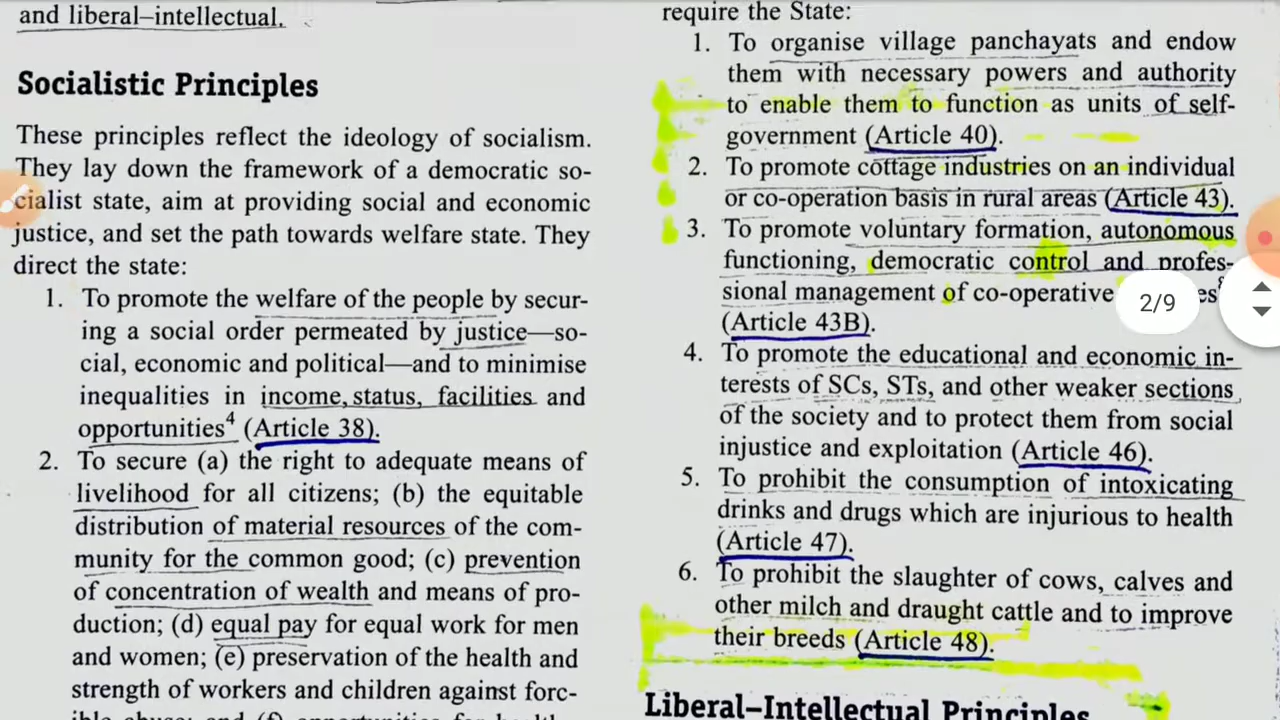 and liberal–intellectual.
Socialistic Principles
These principles reflect the ideology of socialism.
They lay down the framework of a democratic so-
cialist state, aim at providing social and economic
justice, and set the path towards welfare state. They
direct the state:
1. To promote the welfare of the people by secur-
ing a social order permeated by justice—so-
cial, economic and political—and to minimise
inequalities in income, status, facilities and
opportunities4 (Article 38).
2. To secure (a) the right to adequate means of
livelihood for all citizens; (b) the equitable
distribution of material resources of the com-
munity for the common good; (c) prevention
of concentration of wealth and means of pro-
duction; (d) equal pay for equal work for men
and women; (e) preservation of the health and
strength of workers and children against forc-
require the State:
1. To organise village panchayats and endow
them with necessary powers and authority
to enable them to function as units of self-
government (Article 40).
2. To promote cottage industries on an individual
or co-operation basis in rural areas (Article 43).
3. To promote voluntary formation, autonomous
functioning, democratic control and profes-
sional management of co-operative
(Article 43B).
4. To promote the educational and economic in-
terests of SCs, STs, and other weaker sections
of the society and to protect them from social
injustice and exploitation (Article 46).
5. To prohibit the consumption of intoxicating
drinks and drugs which are injurious to health
(Article 47).
6. To prohibit the slaughter of cows, calves and
other milch and draught cattle and to improve
their breeds (Article 48).
Liberal–Intellectual Principles
2/9